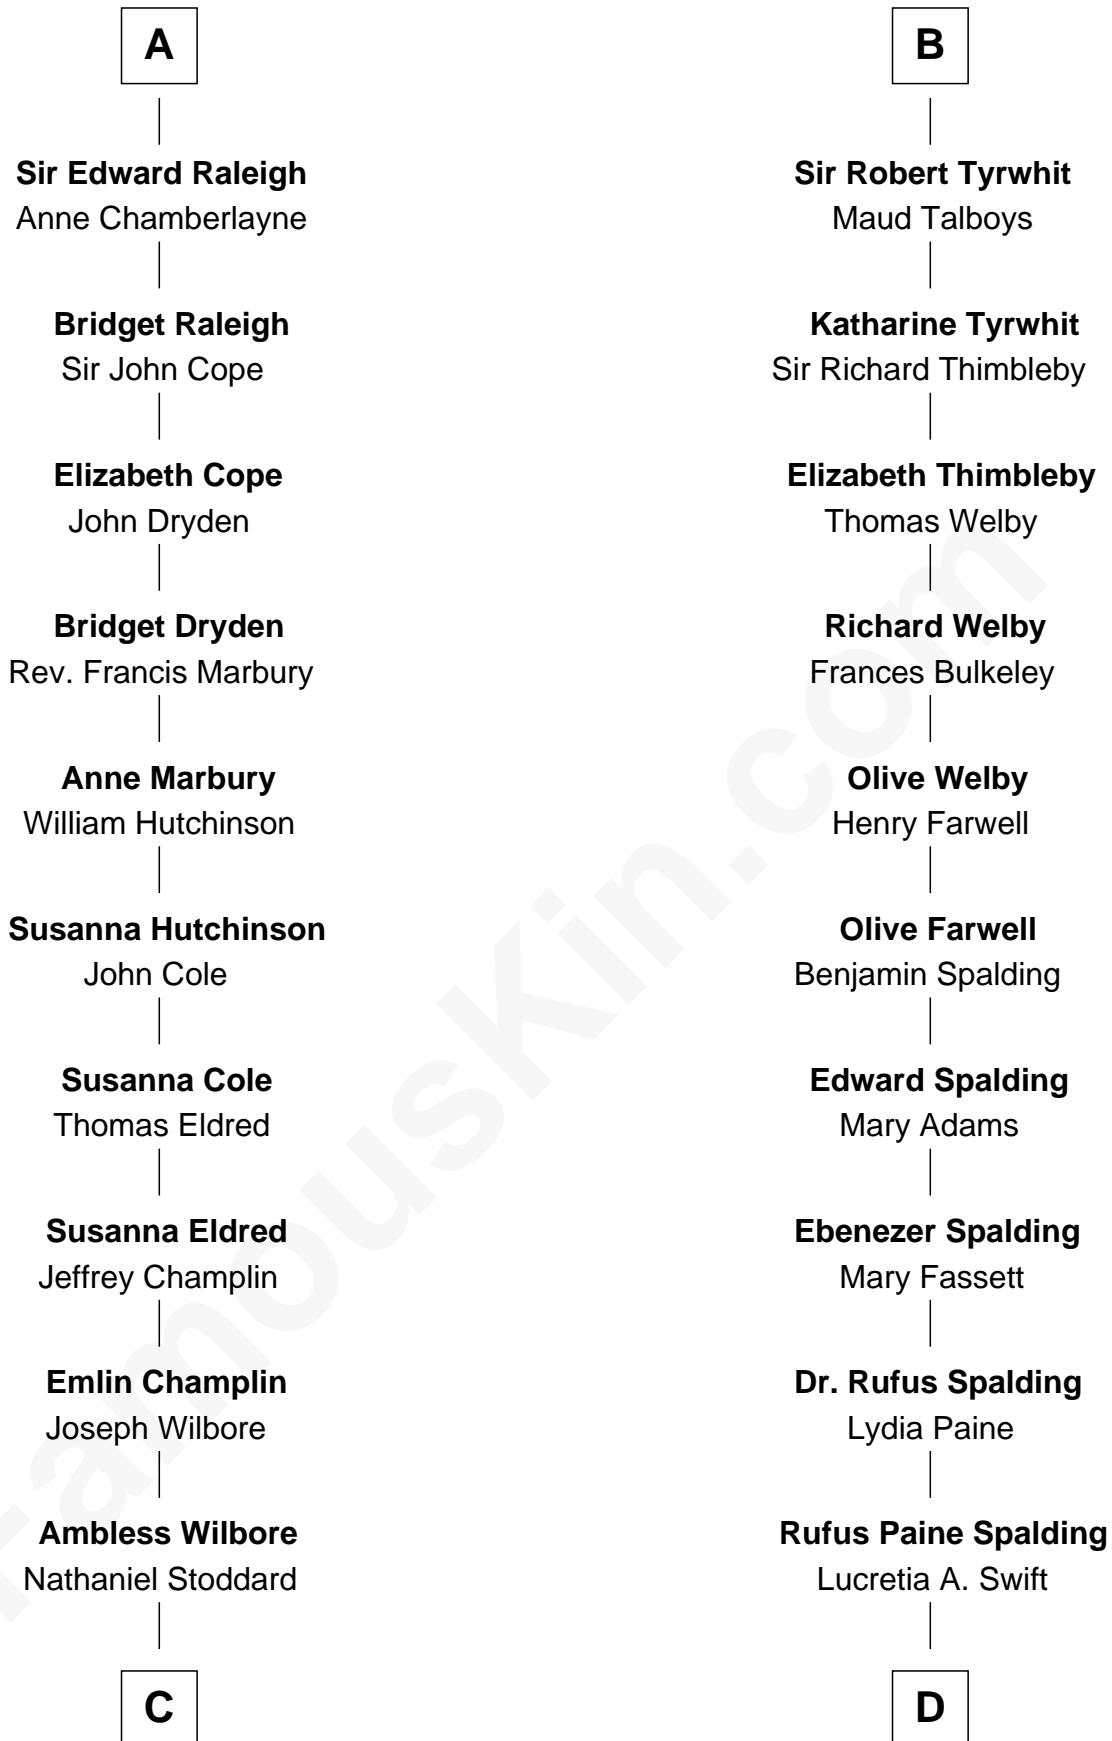 A
Sir Edward Raleigh
Anne Chamberlayne
Bridget Raleigh
Sir John Cope
Elizabeth Cope
John Dryden
Bridget Dryden
Rev. Francis Marbury
Anne Marbury
William Hutchinson
Susanna Hutchinson
John Cole
Susanna Cole
Thomas Eldred
Susanna Eldred
Jeffrey Champlin
Emlin Champlin
Joseph Wilbore
Ambless Wilbore
Nathaniel Stoddard
C
B
Sir Robert Tyrwhit
Maud Talboys
Katharine Tyrwhit
Sir Richard Thimbleby
Elizabeth Thimbleby
Thomas Welby
Richard Welby
Frances Bulkeley
Olive Welby
Henry Farwell
Olive Farwell
Benjamin Spalding
Edward Spalding
Mary Adams
Ebenezer Spalding
Mary Fassett
Dr. Rufus Spalding
Lydia Paine
Rufus Paine Spalding
Lucretia A. Swift
D
FamousKin.com